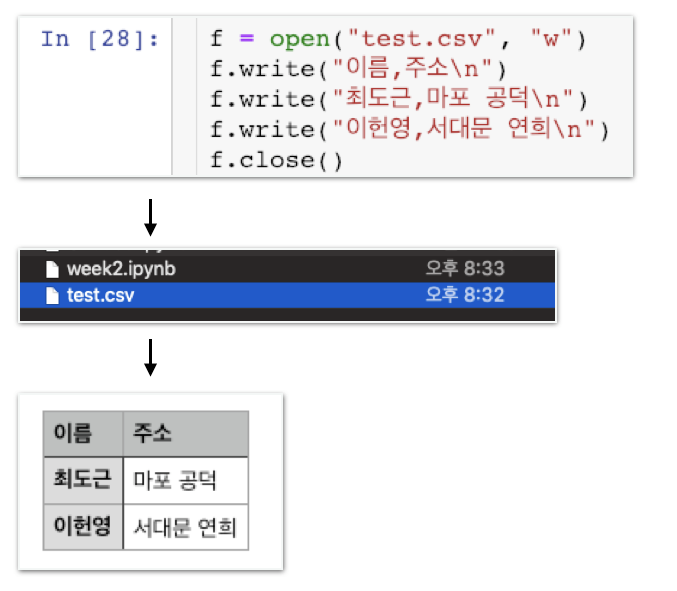 In [28]: f = open("test.csv", "w")
f.write("이름,주소\n")
f.write("최도근,마포 공덕\n")
f.write("이헌영,서대문 연희\n")
f.close()
week2.ipynb 오후 8:33
test.csv 오후 8:32
이름 주소
최도근 마포 공덕
이헌영 서대문 연희